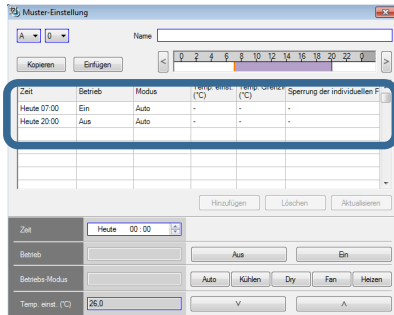 Muster-Einstellung
A 0 Name
Kopieren Einfügen < 0 2 4 6 8 10 12 14 16 18 20 22 0 >
Zeit Betrieb Modus Temp. einst. (°C) Temp. Grenzw (°C) Sperrung der individuellen F
Heute 07:00 Ein Auto - - -
Heute 20:00 Aus Auto - - -
Hinzufügen Löschen Aktualisieren
Zeit Heute 00:00
Betrieb Aus Ein
Betriebs-Modus Auto Kühlen Dry Fan Heizen
Temp. einst. (°C) 26,0